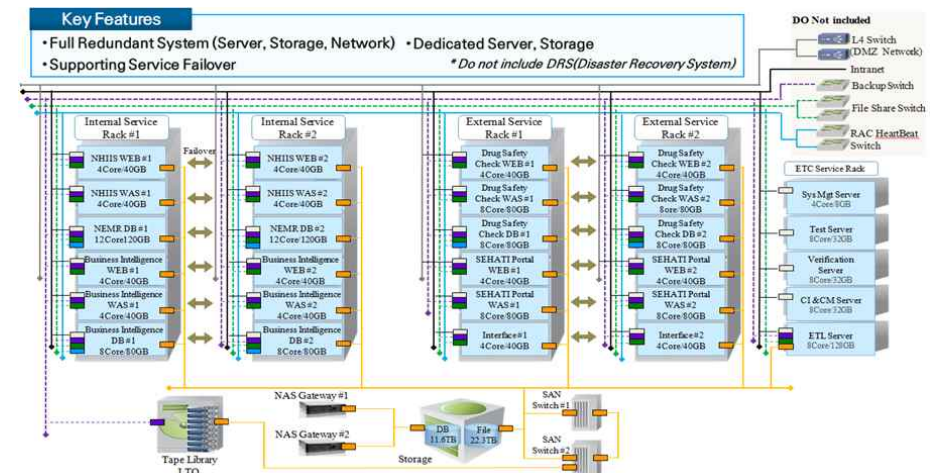 Key Features
•Full Redundant System (Server, Storage, Network) •Dedicated Server, Storage
•Supporting Service Failover *Do not include DRS(Disaster Recovery System)
DO Not included
L4 Switch
(DMZ Network)
Intranet
Backup Switch
File Share Switch
RAC HeartBeat
Switch
Internal Service
Rack #1
NHIIS WEB #1
4Core/40GB
NHIIS WAS #1
4Core/40GB
NEMR DB #1
12Core120GB
Business Intelligence
WEB #1
4Core/40GB
Business Intelligence
WAS #1
4Core/40GB
Business Intelligence
DB #1
8Core/80GB
Failover
Internal Service
Rack #2
NHIIS WEB #2
4Core/40GB
NHIIS WAS #2
4Core/40GB
NEMR DB #2
12Core/120GB
Business Intelligence
WEB #2
4Core/40GB
Business Intelligence
WAS #2
4Core/40GB
Business Intelligence
DB #2
8Core/80GB
External Service
Rack #1
Drug Safety
Check WEB #1
4Core/40GB
Drug Safety
Check WAS #1
8Core/80GB
Drug Safety
Check DB #1
8Core/80GB
SEHATI Portal
WEB #1
4Core/40GB
SEHATI Portal
WAS #1
8Core/80GB
Interface #1
4Core/40GB
External Service
Rack #2
Drug Safety
Check WEB #2
4Core/40GB
Drug Safety
Check WAS #2
8ore/80GB
Drug Safety
Check DB #2
8Core/80GB
SEHATI Portal
WEB #2
4Core/40GB
SEHATI Portal
WAS #2
8Core/80GB
Interface #2
4Core/40GB
ETC Service Rack
Sys Mgt Server
4Core/8GB
Test Server
8Core/32GB
Verification
Server
8Core/32GB
CI &CM Server
8Core/32GB
ETL Server
8Core/128GB
Tape Library
LTO
NAS Gateway #1
NAS Gateway #2
DB
11.6TB
File
22.3TB
Storage
SAN
Switch #1
SAN
Switch #2